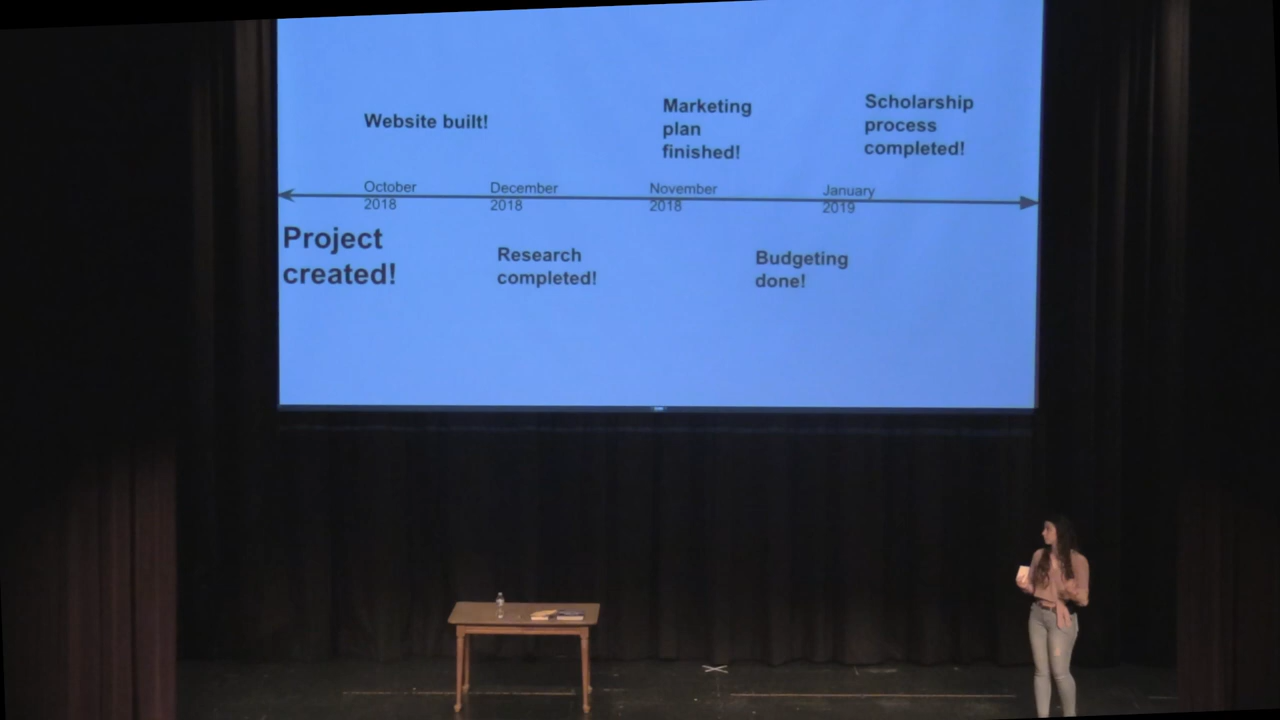 Website built!
Marketing
plan
finished!
Scholarship
process
completed!
October
2018
December
2018
November
2018
January
2019
Project
created!
Research
completed!
Budgeting
done!